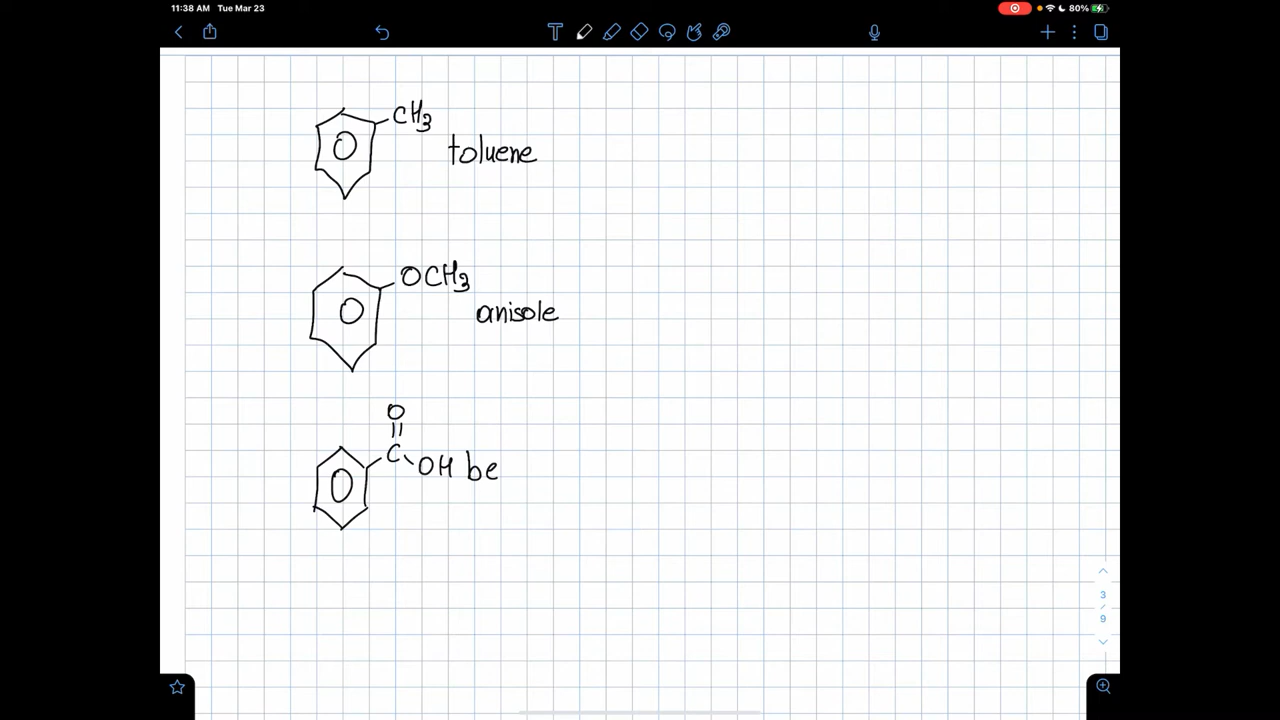 11:38 AM Tue Mar 23
80%
T
CH3
toluene
OCH3
anisole
O
C
OH be
3
/
9